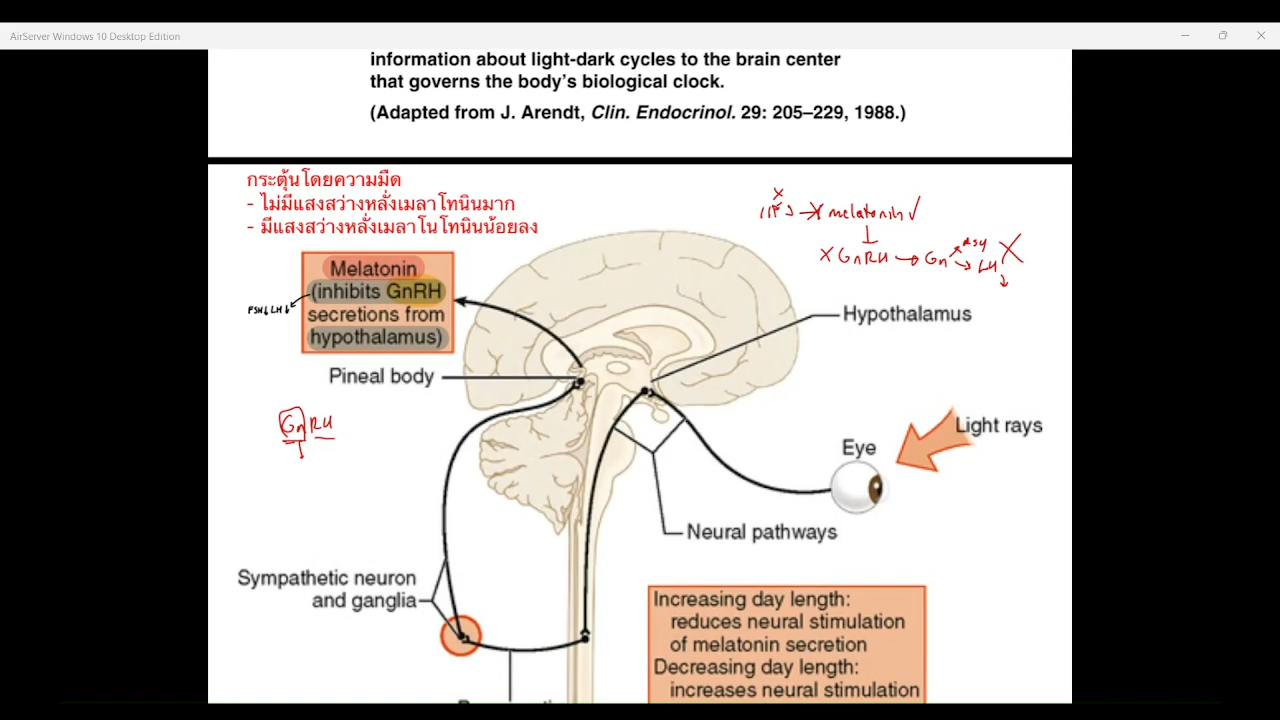 AirServer Windows 10 Desktop Edition
information about light-dark cycles to the brain center
that governs the body's biological clock.
(Adapted from J. Arendt, Clin. Endocrinol. 29: 205–229, 1988.)
กระตุ้นโดยความมืด
- ไม่มีแสงสว่างหลั่งเมลาโทนินมาก
- มีแสงสว่างหลั่งเมลาโนโทนินน้อยลง
melatonin ✓
X GnRH → Gn
FSH
LH ↓
Melatonin
(inhibits GnRH
secretions from
hypothalamus)
FSH↓ LH↓
Hypothalamus
Pineal body
GnRH
Light rays
Eye
Neural pathways
Sympathetic neuron
and ganglia
Increasing day length:
reduces neural stimulation
of melatonin secretion
Decreasing day length:
increases neural stimulation